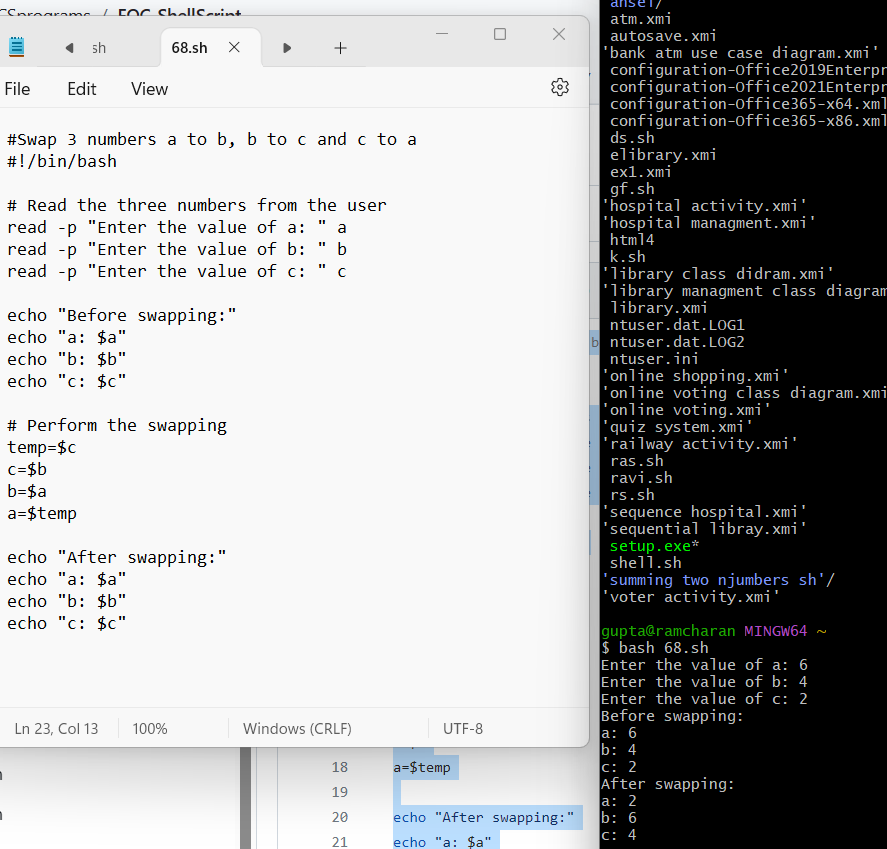 CSprograms / FOC-ShellScript
sh
68.sh
File Edit View
#Swap 3 numbers a to b, b to c and c to a
#!/bin/bash
# Read the three numbers from the user
read -p "Enter the value of a: " a
read -p "Enter the value of b: " b
read -p "Enter the value of c: " c
echo "Before swapping:"
echo "a: $a"
echo "b: $b"
echo "c: $c"
# Perform the swapping
temp=$c
c=$b
b=$a
a=$temp
echo "After swapping:"
echo "a: $a"
echo "b: $b"
echo "c: $c"
Ln 23, Col 13 100% Windows (CRLF) UTF-8
b
18 a=$temp
19
20 echo "After swapping:"
21 echo "a: $a"
ansel/
atm.xmi
autosave.xmi
'bank atm use case diagram.xmi'
configuration-Office2019Enterpr
configuration-Office2021Enterpr
configuration-Office365-x64.xml
configuration-Office365-x86.xml
ds.sh
elibrary.xmi
ex1.xmi
gf.sh
'hospital activity.xmi'
'hospital managment.xmi'
html4
k.sh
'library class didram.xmi'
'library managment class diagram
library.xmi
ntuser.dat.LOG1
ntuser.dat.LOG2
ntuser.ini
'online shopping.xmi'
'online voting class diagram.xmi
'online voting.xmi'
'quiz system.xmi'
'railway activity.xmi'
ras.sh
ravi.sh
rs.sh
'sequence hospital.xmi'
'sequential libray.xmi'
setup.exe*
shell.sh
'summing two njumbers sh'/
'voter activity.xmi'
gupta@ramcharan MINGW64 ~
$ bash 68.sh
Enter the value of a: 6
Enter the value of b: 4
Enter the value of c: 2
Before swapping:
a: 6
b: 4
c: 2
After swapping:
a: 2
b: 6
c: 4